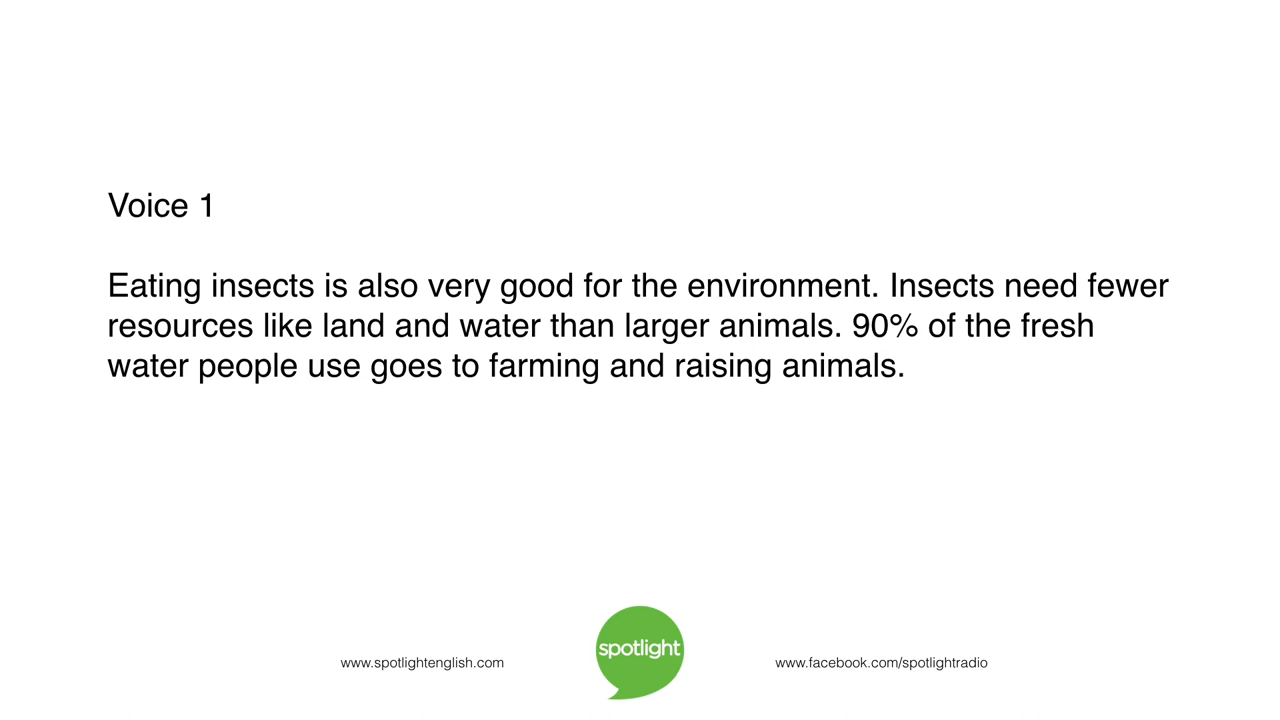 Voice 1
Eating insects is also very good for the environment. Insects need fewer
resources like land and water than larger animals. 90% of the fresh
water people use goes to farming and raising animals.
www.spotlightenglish.com
spotlight
www.facebook.com/spotlightradio